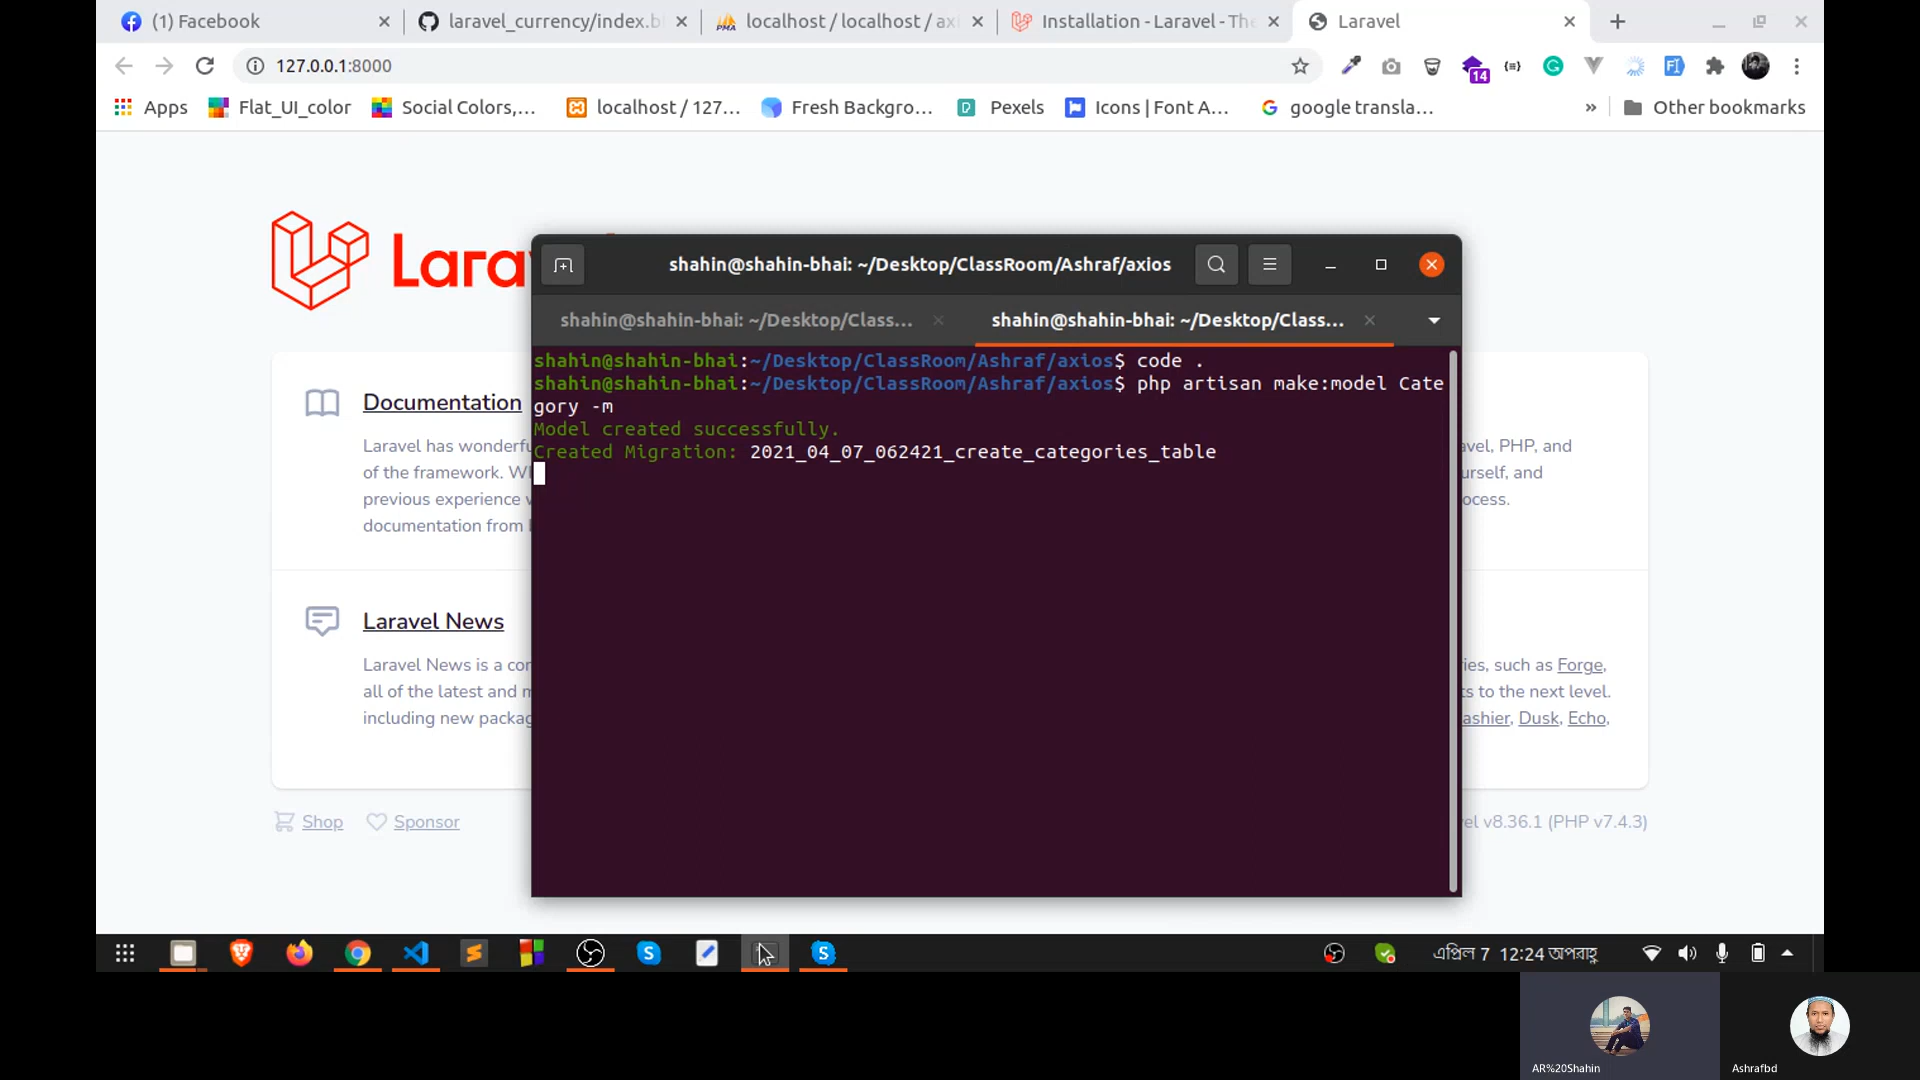 (1) Facebook
laravel_currency/index.bl
localhost / localhost / axi
Installation - Laravel - The
Laravel
127.0.0.1:8000
14
Apps
Flat_UI_color
Social Colors,...
localhost / 127...
Fresh Backgro...
Pexels
Icons | Font A...
google transla...
»
Other bookmarks
Lara
shahin@shahin-bhai: ~/Desktop/ClassRoom/Ashraf/axios
shahin@shahin-bhai: ~/Desktop/Class...
shahin@shahin-bhai: ~/Desktop/Class...
shahin@shahin-bhai:~/Desktop/ClassRoom/Ashraf/axios$ code .
shahin@shahin-bhai:~/Desktop/ClassRoom/Ashraf/axios$ php artisan make:model Cate
gory -m
Model created successfully.
Created Migration: 2021_04_07_062421_create_categories_table
Documentation
Laravel has wonderfu
of the framework. W
previous experience
documentation from
avel, PHP, and
urself, and
ocess.
Laravel News
Laravel News is a co
all of the latest and
including new packag
ies, such as Forge,
ts to the next level.
ashier, Dusk, Echo,
Shop
Sponsor
el v8.36.1 (PHP v7.4.3)
এপ্রিল 7 12:24 অপরাহ্ণ
AR%20Shahin
Ashrafbd